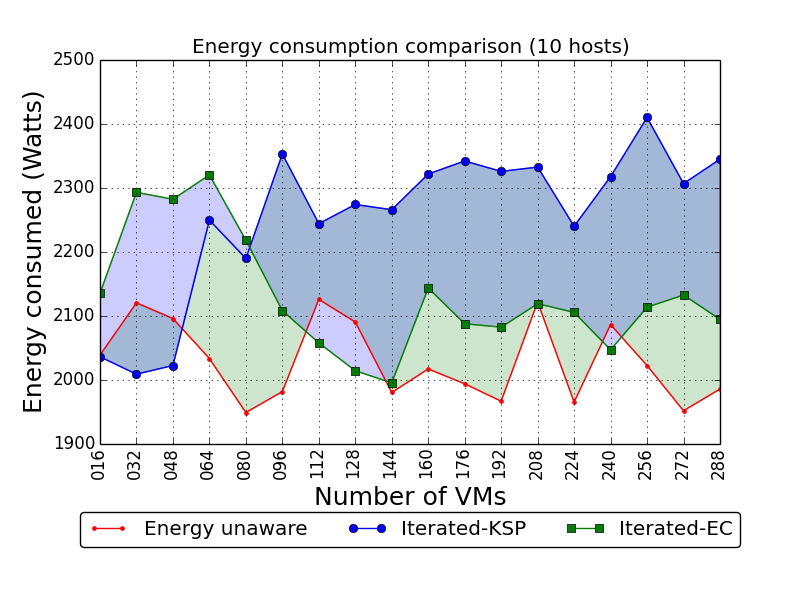 Energy consumption comparison (10 hosts)
2500
2400
2300
2200
2100
2000
1900
Energy consumed (Watts)
016 032 048 064 080 096 112 128 144 160 176 192 208 224 240 256 272 288
Number of VMs
Energy unaware Iterated-KSP Iterated-EC